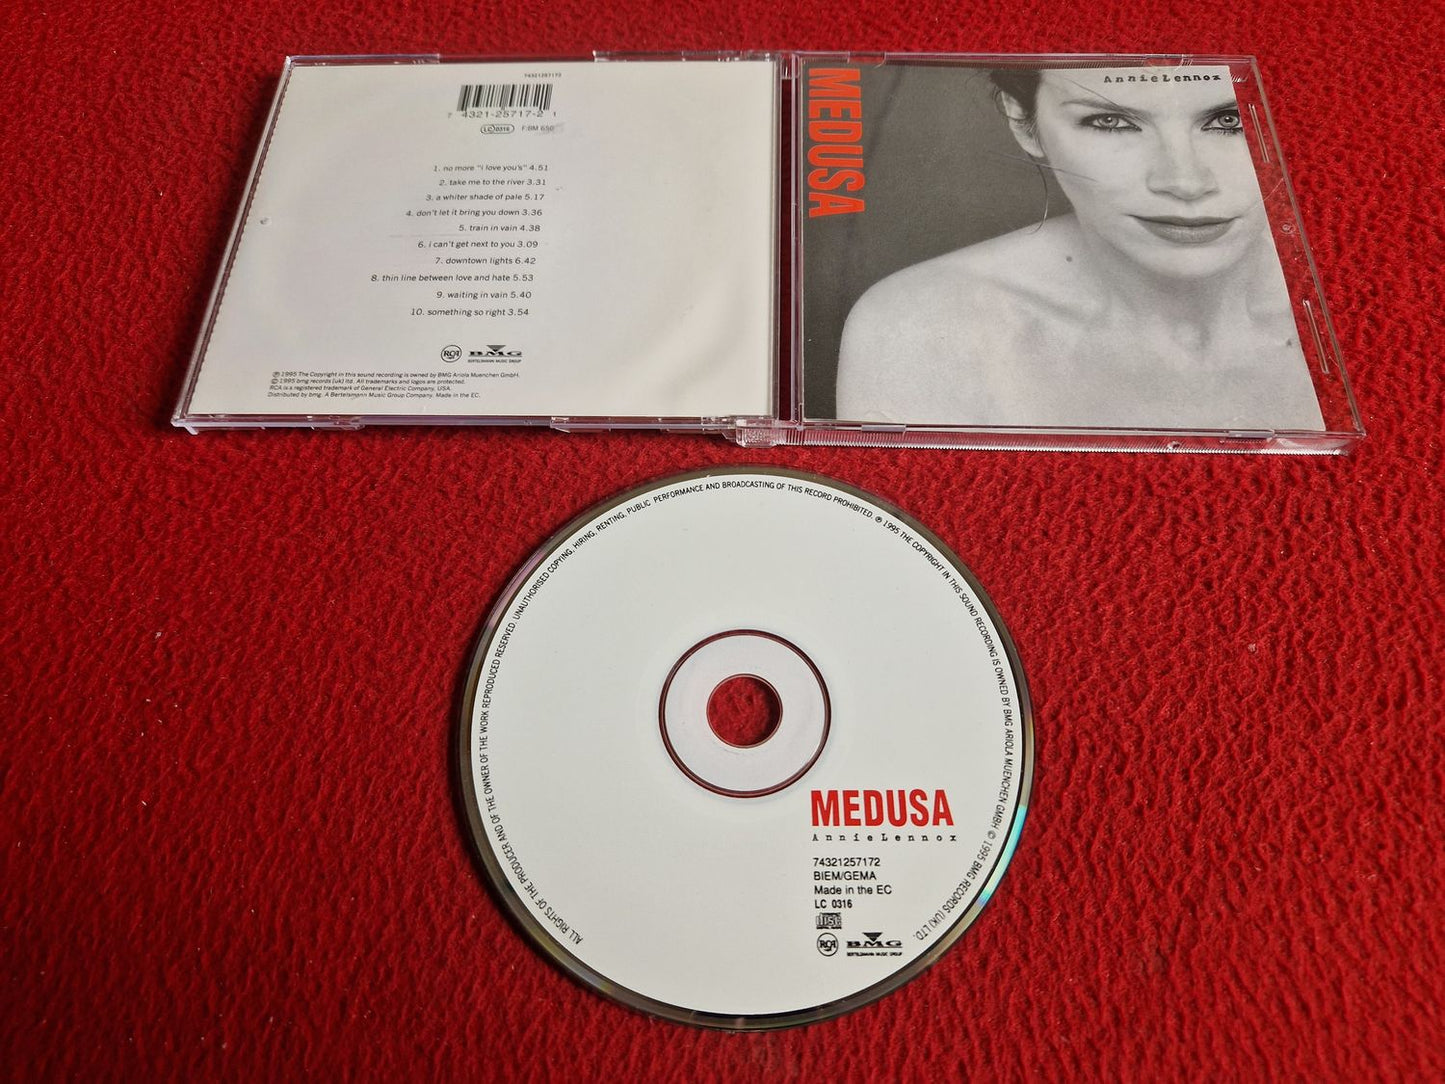 74321257172
7 4321-25717-2 1
LC 0316 F:BM 650
1. no more "i love you's" 4.51
2. take me to the river 3.31
3. a whiter shade of pale 5.17
4. don't let it bring you down 3.36
5. train in vain 4.38
6. i can't get next to you 3.09
7. downtown lights 6.42
8. thin line between love and hate 5.53
9. waiting in vain 5.40
10. something so right 3.54
RCA BMG
BERTELSMANN MUSIC GROUP
℗ 1995 The Copyright in this sound recording is owned by BMG Ariola Muenchen GmbH.
© 1995 bmg records (uk) ltd. All trademarks and logos are protected.
RCA is a registered trademark of General Electric Company, USA.
Distributed by bmg. A Bertelsmann Music Group Company. Made in the EC.
MEDUSA
AnnieLennox
ALL RIGHTS OF THE PRODUCER AND OF THE OWNER OF THE WORK REPRODUCED RESERVED. UNAUTHORISED COPYING, HIRING, RENTING, PUBLIC PERFORMANCE AND BROADCASTING OF THIS RECORD PROHIBITED. ℗ 1995 THE COPYRIGHT IN THIS SOUND RECORDING IS OWNED BY BMG ARIOLA MUENCHEN GMBH © 1995 BMG RECORDS (UK) LTD.
MEDUSA
AnnieLennox
74321257172
BIEM/GEMA
Made in the EC
LC 0316
disc
RCA BMG
BERTELSMANN MUSIC GROUP